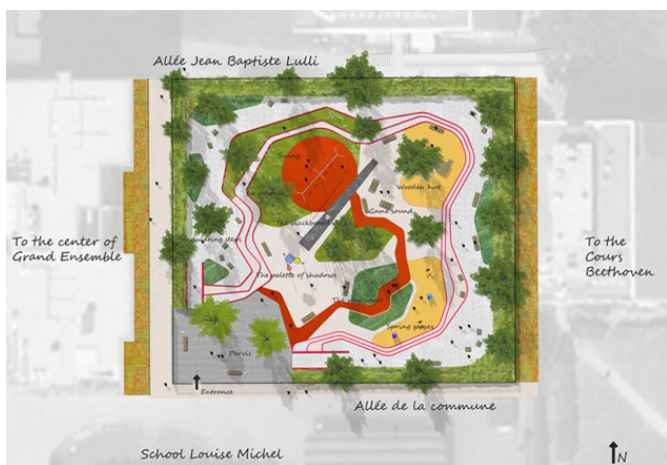 Allée Jean Baptiste Lulli
Swing
Wooden hut
Game sound
To the center of
Grand Ensemble
The palette of shadows
To the
Cours
Beethoven
Spring games
Parvis
Entrance
Allée de la commune
School Louise Michel
N